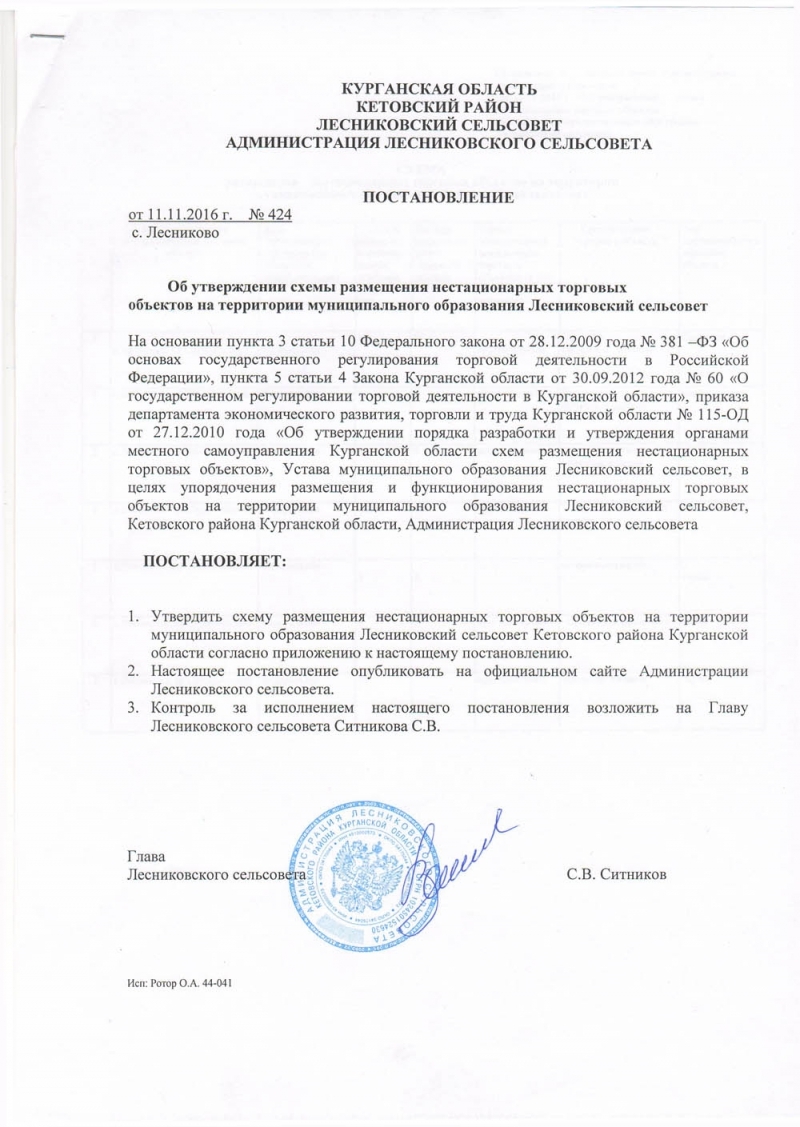 КУРГАНСКАЯ ОБЛАСТЬ
КЕТОВСКИЙ РАЙОН
ЛЕСНИКОВСКИЙ СЕЛЬСОВЕТ
АДМИНИСТРАЦИЯ ЛЕСНИКОВСКОГО СЕЛЬСОВЕТА
ПОСТАНОВЛЕНИЕ
от 11.11.2016 г. № 424
с. Лесниково
Об утверждении схемы размещения нестационарных торговых
объектов на территории муниципального образования Лесниковский сельсовет
На основании пункта 3 статьи 10 Федерального закона от 28.12.2009 года № 381 –ФЗ «Об
основах государственного регулирования торговой деятельности в Российской
Федерации», пункта 5 статьи 4 Закона Курганской области от 30.09.2012 года № 60 «О
государственном регулировании торговой деятельности в Курганской области», приказа
департамента экономического развития, торговли и труда Курганской области № 115-ОД
от 27.12.2010 года «Об утверждении порядка разработки и утверждения органами
местного самоуправления Курганской области схем размещения нестационарных
торговых объектов», Устава муниципального образования Лесниковский сельсовет, в
целях упорядочения размещения и функционирования нестационарных торговых
объектов на территории муниципального образования Лесниковский сельсовет,
Кетовского района Курганской области, Администрация Лесниковского сельсовета
ПОСТАНОВЛЯЕТ:
1. Утвердить схему размещения нестационарных торговых объектов на территории
муниципального образования Лесниковский сельсовет Кетовского района Курганской
области согласно приложению к настоящему постановлению.
2. Настоящее постановление опубликовать на официальном сайте Администрации
Лесниковского сельсовета.
3. Контроль за исполнением настоящего постановления возложить на Главу
Лесниковского сельсовета Ситникова С.В.
АДМИНИСТРАЦИЯ ЛЕСНИКОВСКОГО СЕЛЬСОВЕТА
КЕТОВСКОГО РАЙОНА КУРГАНСКОЙ ОБЛАСТИ
Глава
Лесниковского сельсовета
С.В. Ситников
Исп: Ротор О.А. 44-041